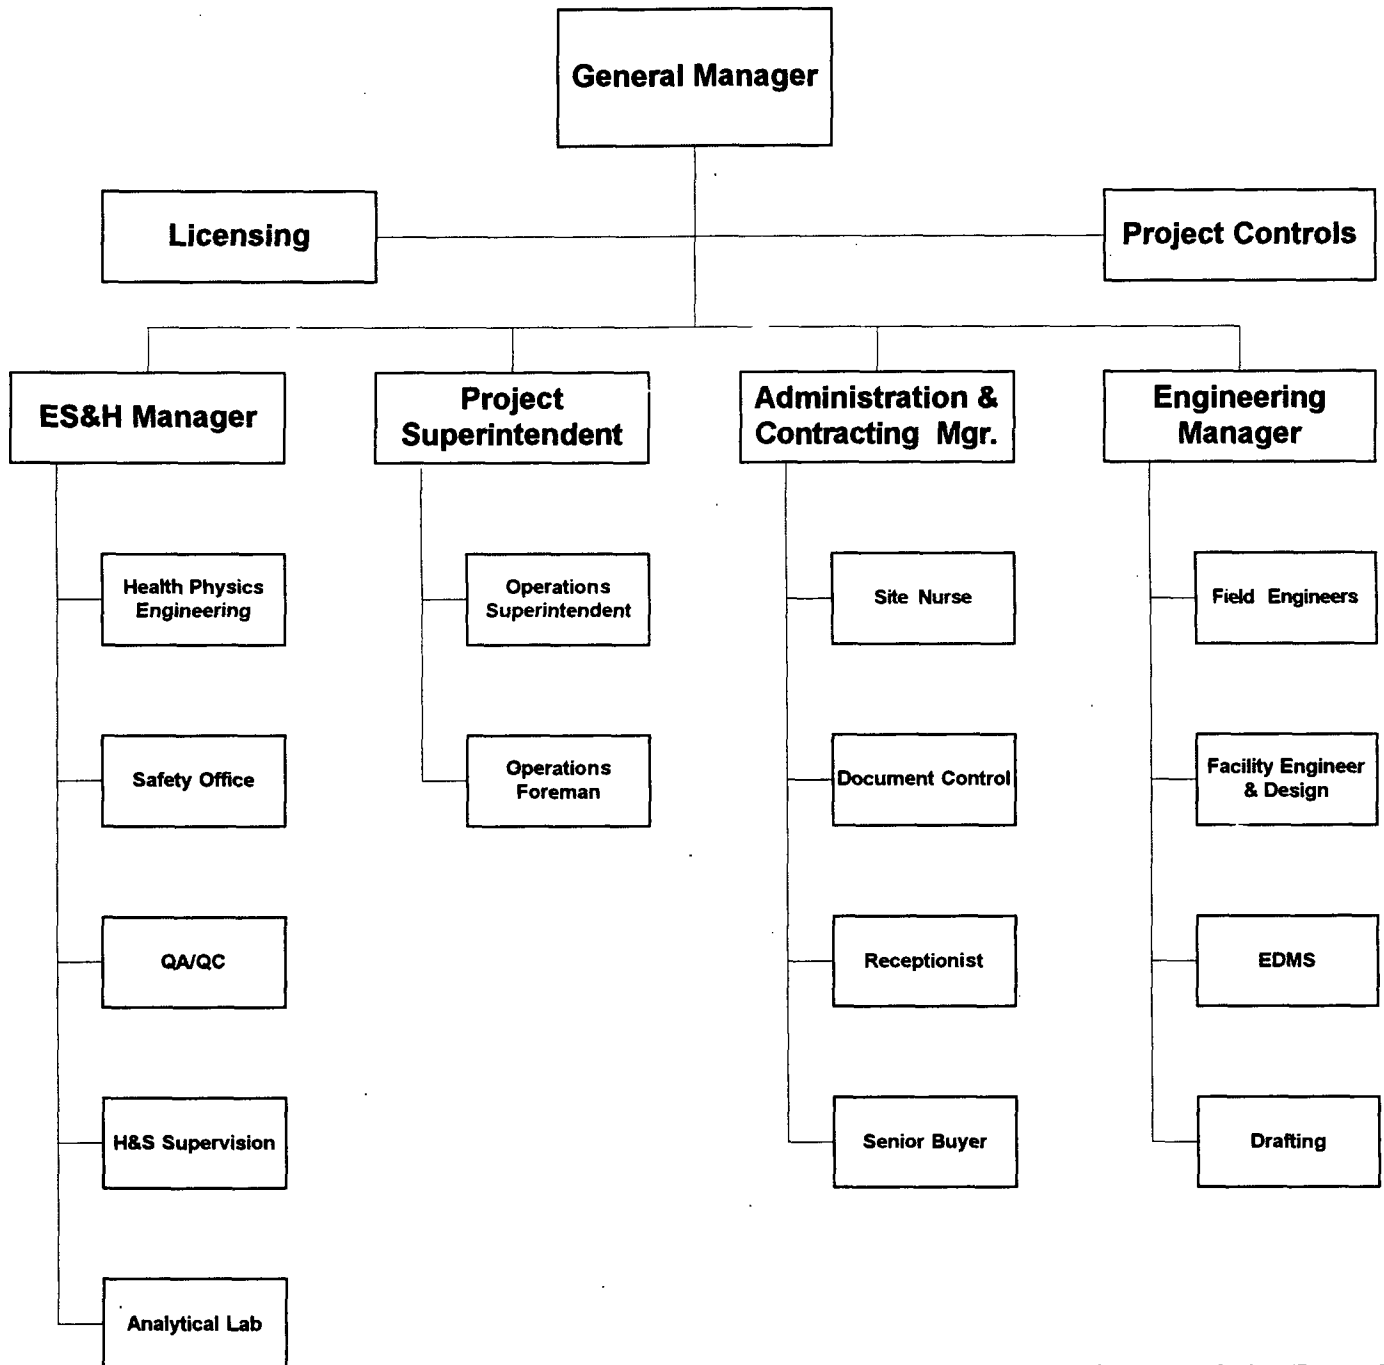 General Manager
Licensing
Project Controls
ES&H Manager
Project
Superintendent
Administration &
Contracting Mgr.
Engineering
Manager
Health Physics
Engineering
Operations
Superintendent
Site Nurse
Field Engineers
Safety Office
Operations
Foreman
Document Control
Facility Engineer
& Design
QA/QC
Receptionist
EDMS
H&S Supervision
Senior Buyer
Drafting
Analytical Lab